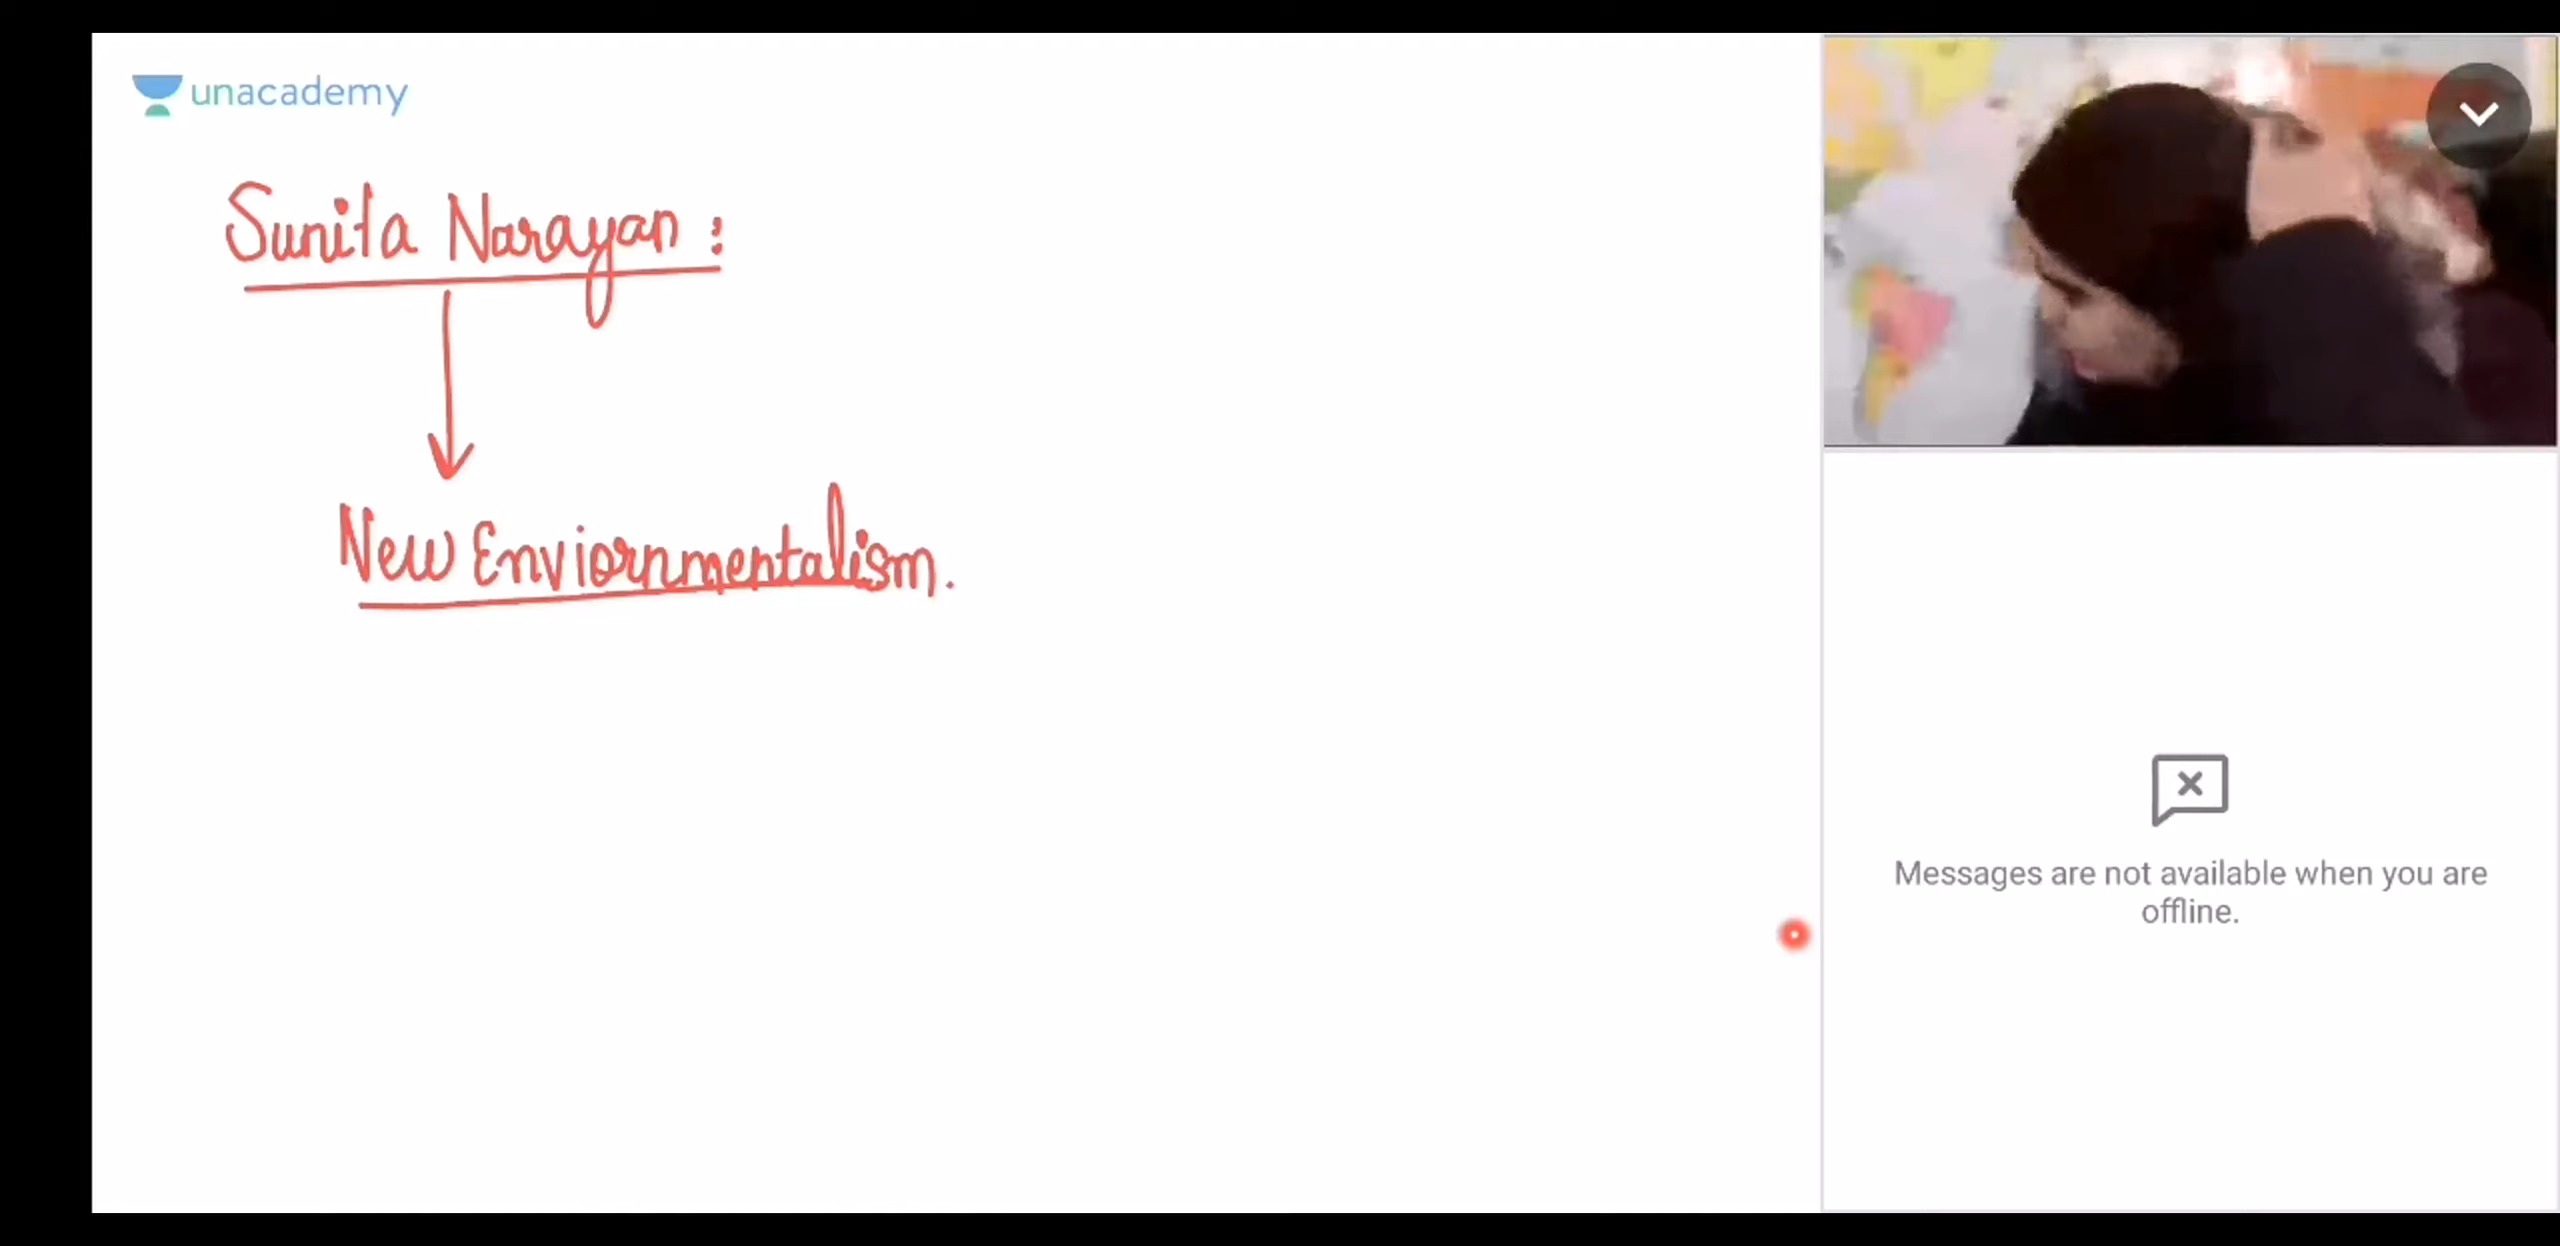 unacademy
Sunita Narayan :
New Enviornmentalism.
Messages are not available when you are
offline.